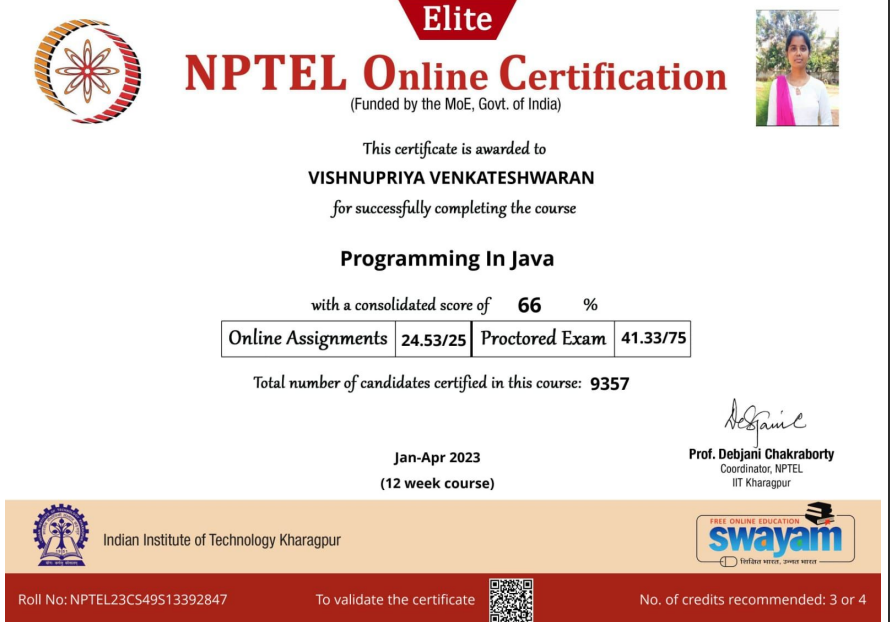 Elite
NPTEL Online Certification
(Funded by the MoE, Govt. of India)
This certificate is awarded to
VISHNUPRIYA VENKATESHWARAN
for successfully completing the course
Programming In Java
with a consolidated score of 66 %
Online Assignments 24.53/25 Proctored Exam 41.33/75
Total number of candidates certified in this course: 9357
Jan-Apr 2023
(12 week course)
Prof. Debjani Chakraborty
Coordinator, NPTEL
IIT Kharagpur
Indian Institute of Technology Kharagpur
FREE ONLINE EDUCATION
swayam
शिक्षित भारत, उन्नत भारत
Roll No: NPTEL23CS49S13392847 To validate the certificate No. of credits recommended: 3 or 4